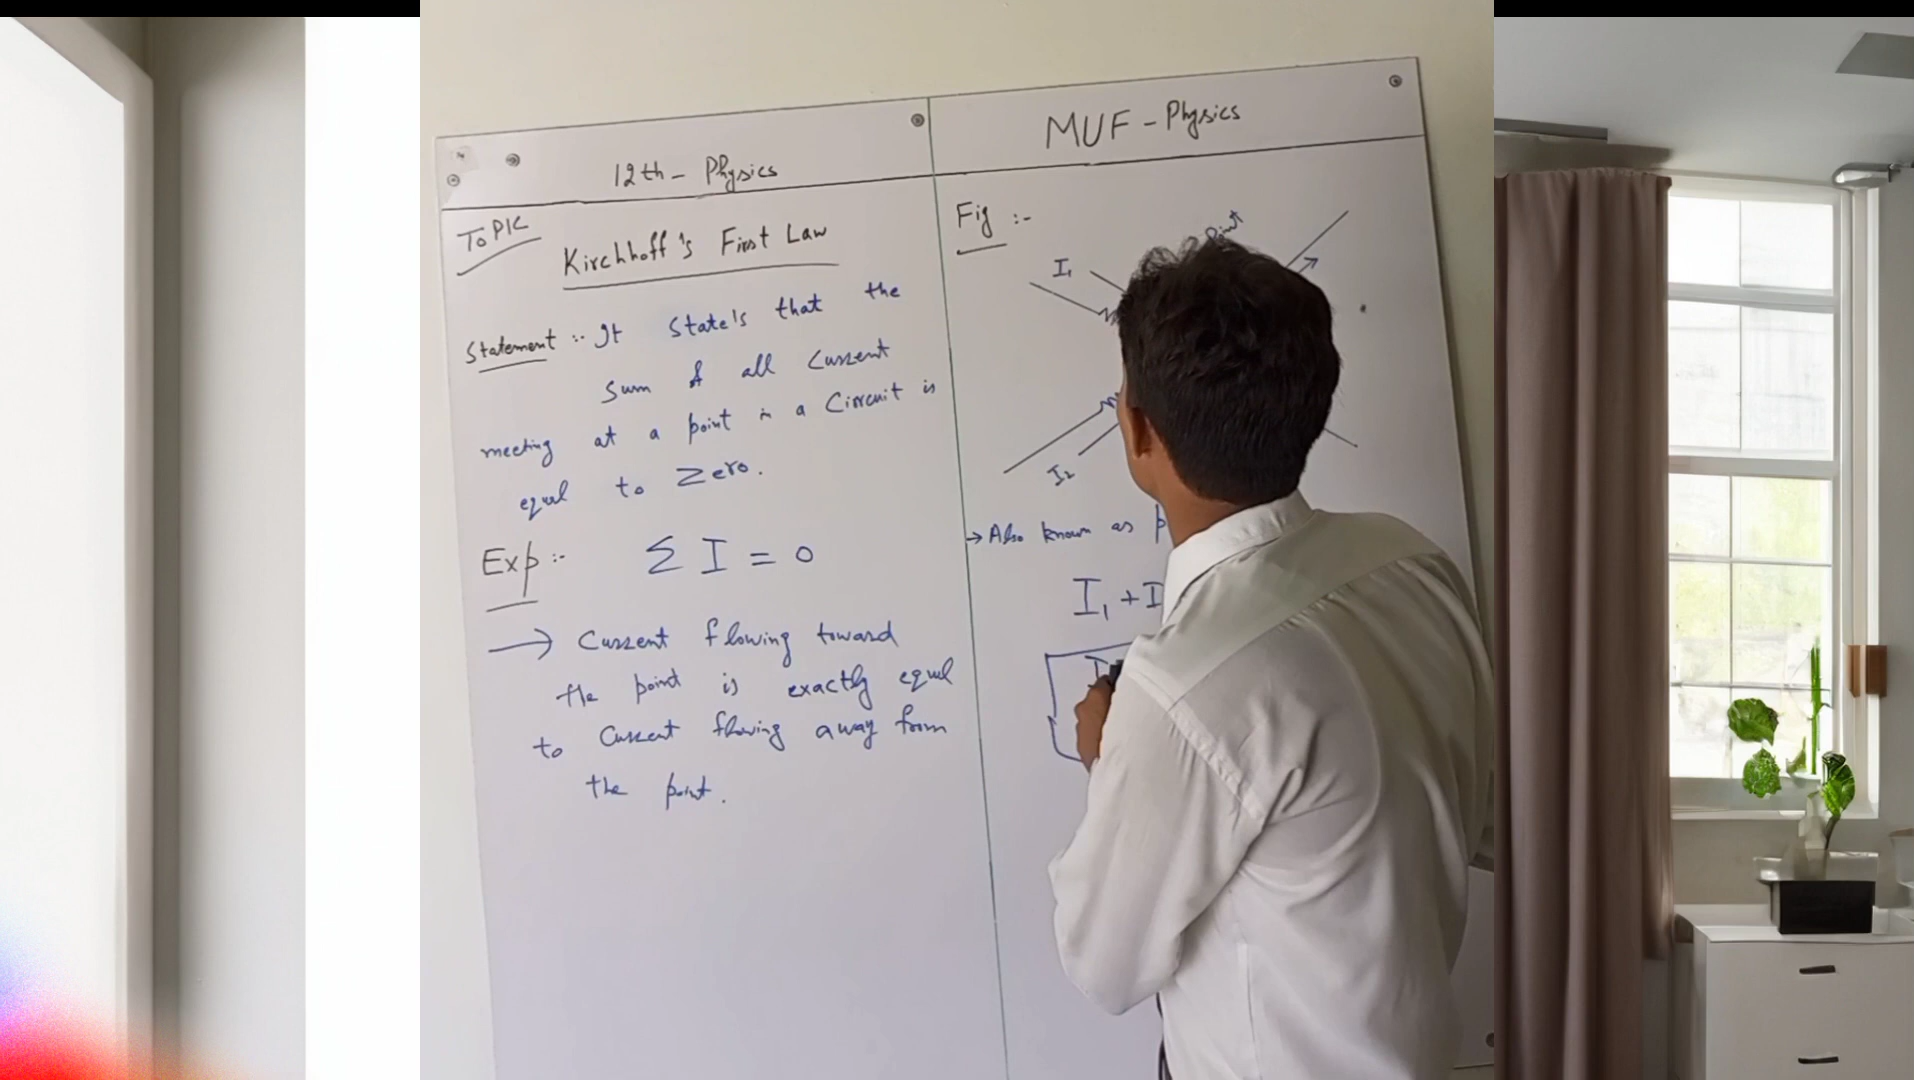 12th - Physics
TOPIC
Kirchhoff's First Law
Statement :- It State's that the
sum of all Current
meeting at a point in a Circuit is
equal to Zero.
Exp :- Σ I = 0
→ Current flowing toward
the point is exactly equal
to Current flowing away from
the point.
MUF - Physics
Fig :-
Point
I₁
I₂
→ Also known as
I₁ +